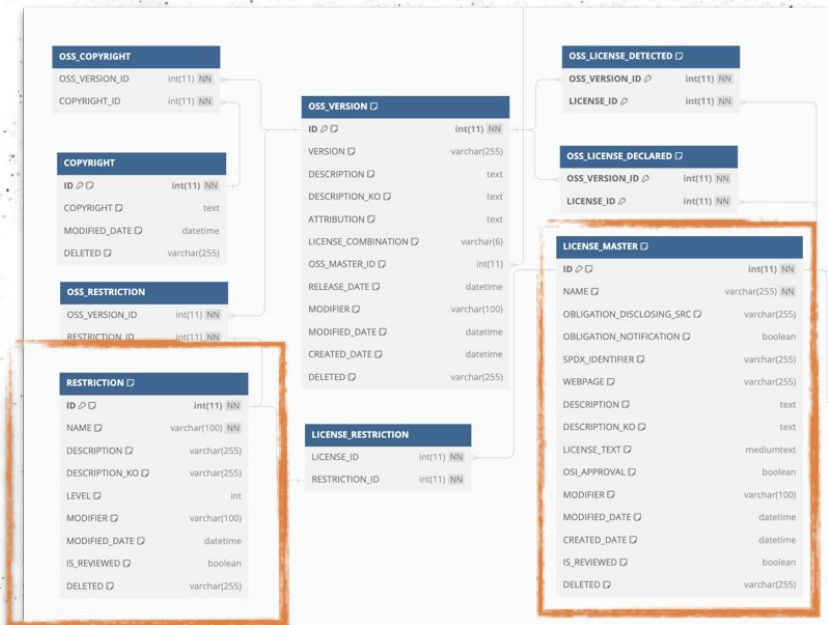 OSS_COPYRIGHT
OSS_VERSION_ID int(11) NN
COPYRIGHT_ID int(11) NN
COPYRIGHT
ID int(11) NN
COPYRIGHT text
MODIFIED_DATE datetime
DELETED varchar(255)
OSS_RESTRICTION
OSS_VERSION_ID int(11) NN
RESTRICTION_ID int(11) NN
RESTRICTION
ID int(11) NN
NAME varchar(100) NN
DESCRIPTION varchar(255)
DESCRIPTION_KO varchar(255)
LEVEL int
MODIFIER varchar(100)
MODIFIED_DATE datetime
IS_REVIEWED boolean
DELETED varchar(255)
OSS_VERSION
ID int(11) NN
VERSION varchar(255)
DESCRIPTION text
DESCRIPTION_KO text
ATTRIBUTION text
LICENSE_COMBINATION varchar(6)
OSS_MASTER_ID int(11)
RELEASE_DATE datetime
MODIFIER varchar(100)
MODIFIED_DATE datetime
CREATED_DATE datetime
DELETED varchar(255)
LICENSE_RESTRICTION
LICENSE_ID int(11) NN
RESTRICTION_ID int(11) NN
OSS_LICENSE_DETECTED
OSS_VERSION_ID int(11) NN
LICENSE_ID int(11) NN
OSS_LICENSE_DECLARED
OSS_VERSION_ID int(11) NN
LICENSE_ID int(11) NN
LICENSE_MASTER
ID int(11) NN
NAME varchar(255) NN
OBLIGATION_DISCLOSING_SRC varchar(255)
OBLIGATION_NOTIFICATION boolean
SPDX_IDENTIFIER varchar(255)
WEBPAGE varchar(255)
DESCRIPTION text
DESCRIPTION_KO text
LICENSE_TEXT mediumtext
OSI_APPROVAL boolean
MODIFIER varchar(100)
MODIFIED_DATE datetime
CREATED_DATE datetime
IS_REVIEWED boolean
DELETED varchar(255)